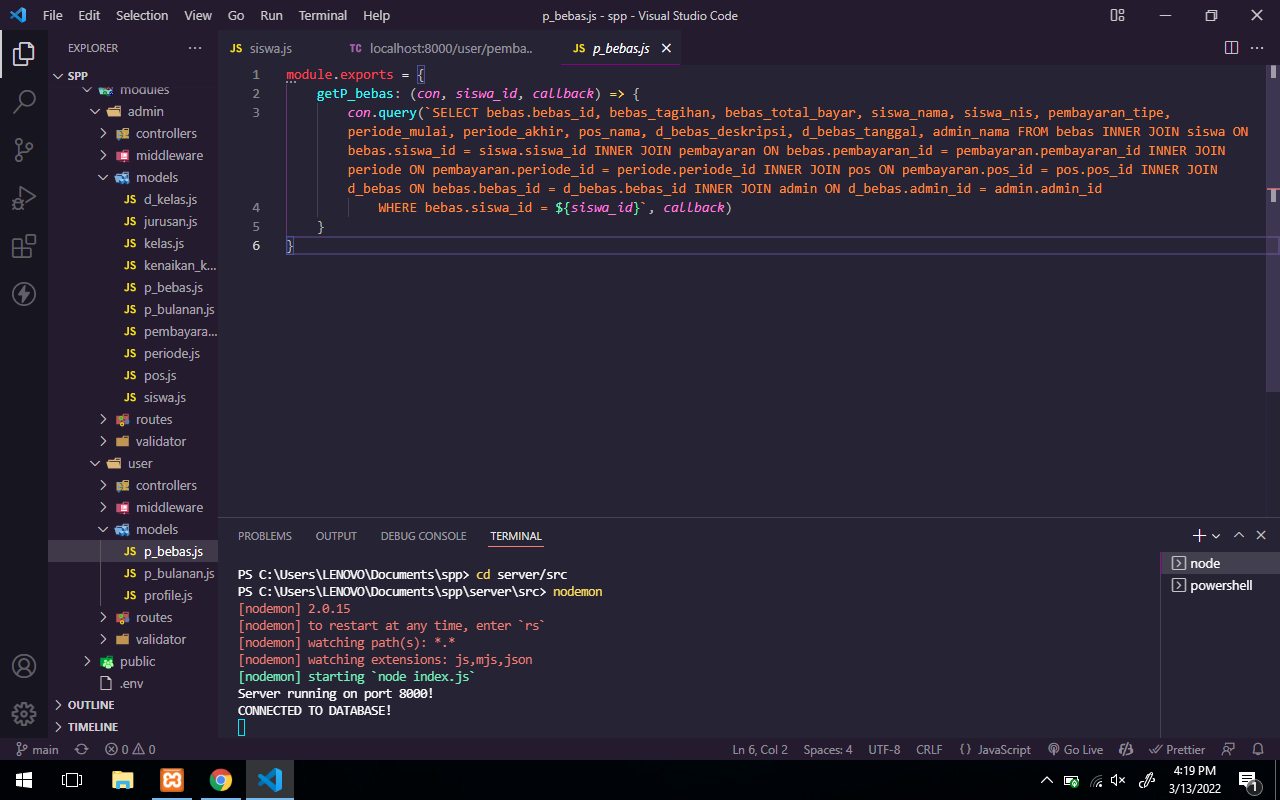 File Edit Selection View Go Run Terminal Help p_bebas.js - spp - Visual Studio Code
EXPLORER
JS siswa.js TC localhost:8000/user/pemba.. JS p_bebas.js
SPP
modules
admin
controllers
middleware
models
JS d_kelas.js
JS jurusan.js
JS kelas.js
JS kenaikan_k...
JS p_bebas.js
JS p_bulanan.js
JS pembayara...
JS periode.js
JS pos.js
JS siswa.js
routes
validator
user
controllers
middleware
models
JS p_bebas.js
JS p_bulanan.js
JS profile.js
routes
validator
public
.env
OUTLINE
TIMELINE
1 module.exports = {
2 getP_bebas: (con, siswa_id, callback) => {
3 con.query(`SELECT bebas.bebas_id, bebas_tagihan, bebas_total_bayar, siswa_nama, siswa_nis, pembayaran_tipe,
periode_mulai, periode_akhir, pos_nama, d_bebas_deskripsi, d_bebas_tanggal, admin_nama FROM bebas INNER JOIN siswa ON
bebas.siswa_id = siswa.siswa_id INNER JOIN pembayaran ON bebas.pembayaran_id = pembayaran.pembayaran_id INNER JOIN
periode ON pembayaran.periode_id = periode.periode_id INNER JOIN pos ON pembayaran.pos_id = pos.pos_id INNER JOIN
d_bebas ON bebas.bebas_id = d_bebas.bebas_id INNER JOIN admin ON d_bebas.admin_id = admin.admin_id
4 WHERE bebas.siswa_id = ${siswa_id}`, callback)
5 }
6 }
PROBLEMS OUTPUT DEBUG CONSOLE TERMINAL
PS C:\Users\LENOVO\Documents\spp> cd server/src
PS C:\Users\LENOVO\Documents\spp\server\src> nodemon
[nodemon] 2.0.15
[nodemon] to restart at any time, enter `rs`
[nodemon] watching path(s): *.*
[nodemon] watching extensions: js,mjs,json
[nodemon] starting `node index.js`
Server running on port 8000!
CONNECTED TO DATABASE!
node
powershell
main 0 0 Ln 6, Col 2 Spaces: 4 UTF-8 CRLF {} JavaScript Go Live Prettier
4:19 PM
3/13/2022
1